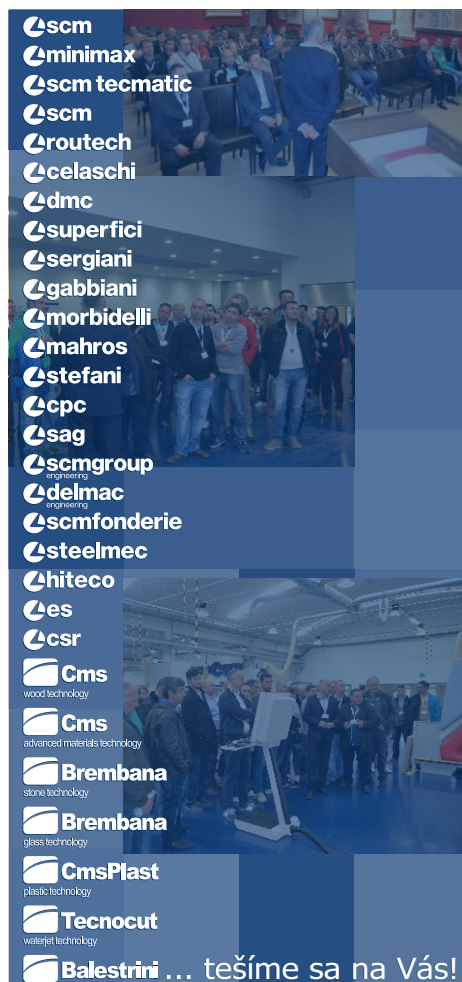 scm
minimax
scm tecmatic
scm
routech
celaschi
dmc
superfici
sergiani
gabbiani
morbidelli
mahros
stefani
cpc
sag
scmgroup
engineering
delmac
engineering
scmfonderie
steelmec
hiteco
es
csr
Cms
wood technology
Cms
advanced materials technology
Brembana
stone technology
Brembana
glass technology
CmsPlast
plastic technology
Tecnocut
waterjet technology
Balestrini ... tešíme sa na Vás!